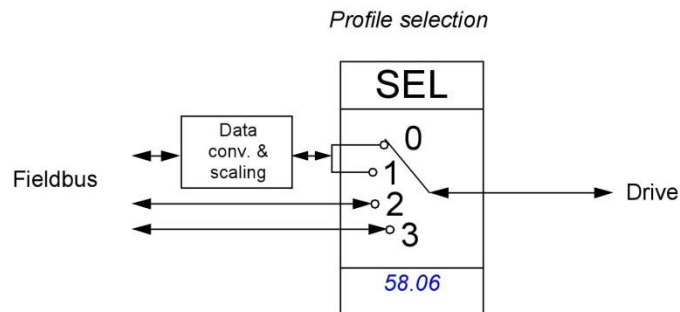 Profile selection
SEL
Data
conv. &
scaling
0
1
Fieldbus
Drive
2
3
58.06